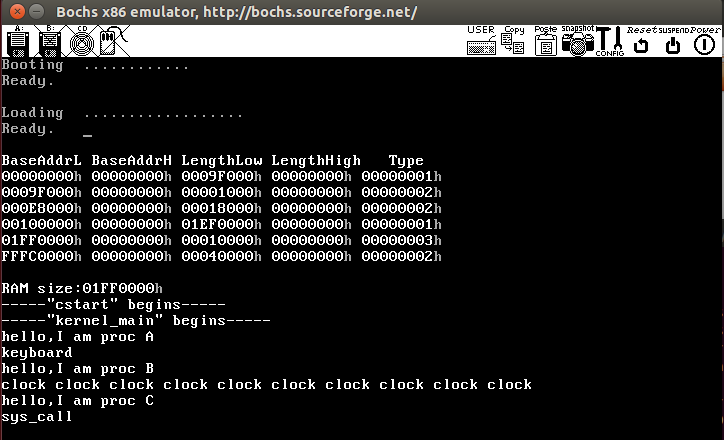 Bochs x86 emulator, http://bochs.sourceforge.net/
A: B: CD USER Copy Paste snapshot CONFIG Reset SUSPEND Power
Booting ............
Ready.
Loading ..................
Ready. _
BaseAddrL BaseAddrH LengthLow LengthHigh Type
00000000h 00000000h 0009F000h 00000000h 00000001h
0009F000h 00000000h 00001000h 00000000h 00000002h
000E8000h 00000000h 00018000h 00000000h 00000002h
00100000h 00000000h 01EF0000h 00000000h 00000001h
01FF0000h 00000000h 00010000h 00000000h 00000003h
FFFC0000h 00000000h 00040000h 00000000h 00000002h
RAM size:01FF0000h
-----"cstart" begins-----
-----"kernel_main" begins-----
hello,I am proc A
keyboard
hello,I am proc B
clock clock clock clock clock clock clock clock clock clock
hello,I am proc C
sys_call